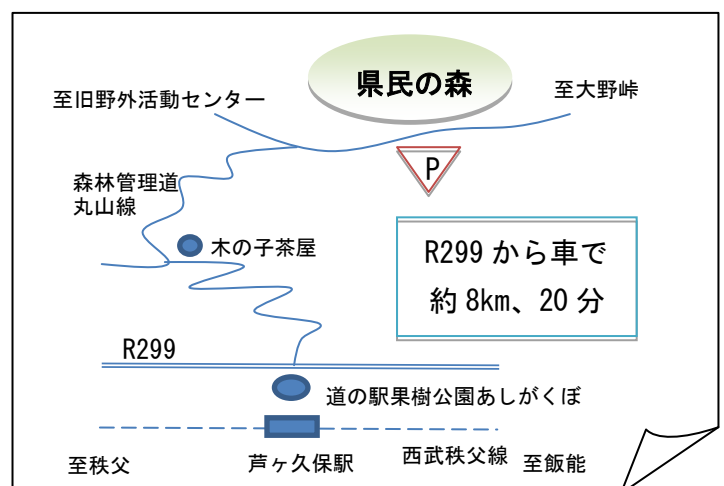 県民の森
至旧野外活動センター
至大野峠
P
森林管理道
丸山線
木の子茶屋
R299 から車で
約 8km、20 分
R299
道の駅果樹公園あしがくぼ
至秩父
芦ヶ久保駅
西武秩父線
至飯能